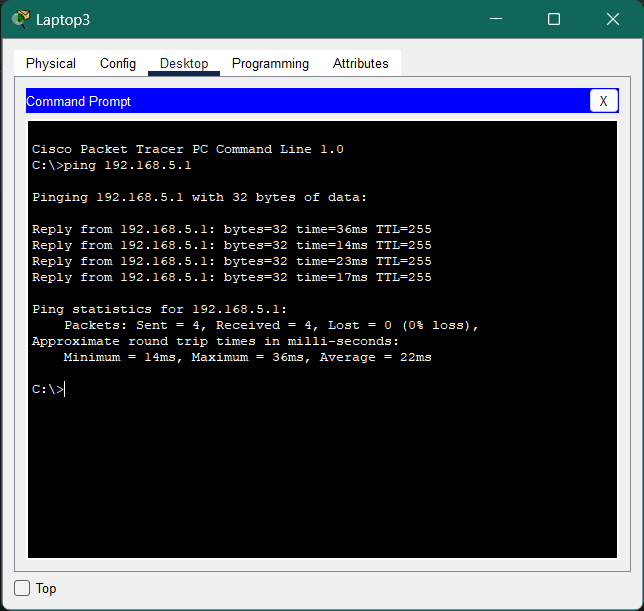 Laptop3
Physical Config Desktop Programming Attributes
Command Prompt X
Cisco Packet Tracer PC Command Line 1.0
C:\>ping 192.168.5.1
Pinging 192.168.5.1 with 32 bytes of data:
Reply from 192.168.5.1: bytes=32 time=36ms TTL=255
Reply from 192.168.5.1: bytes=32 time=14ms TTL=255
Reply from 192.168.5.1: bytes=32 time=23ms TTL=255
Reply from 192.168.5.1: bytes=32 time=17ms TTL=255
Ping statistics for 192.168.5.1:
    Packets: Sent = 4, Received = 4, Lost = 0 (0% loss),
Approximate round trip times in milli-seconds:
    Minimum = 14ms, Maximum = 36ms, Average = 22ms
C:\>
Top